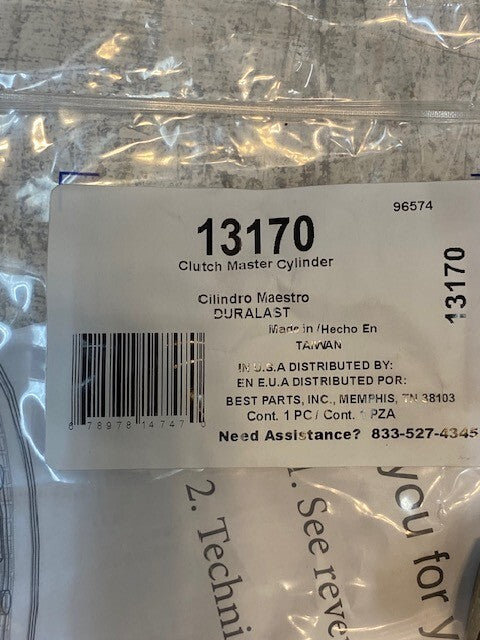 96574
13170
Clutch Master Cylinder
13170
Cilindro Maestro
DURALAST
Made in /Hecho En
TAIWAN
IN U.S.A DISTRIBUTED BY:
EN E.U.A DISTRIBUTED POR:
BEST PARTS, INC., MEMPHIS, TN 38103
Cont. 1 PC / Cont. 1 PZA
Need Assistance? 833-527-4345
78978 14747
you for
1. See
2. Techni